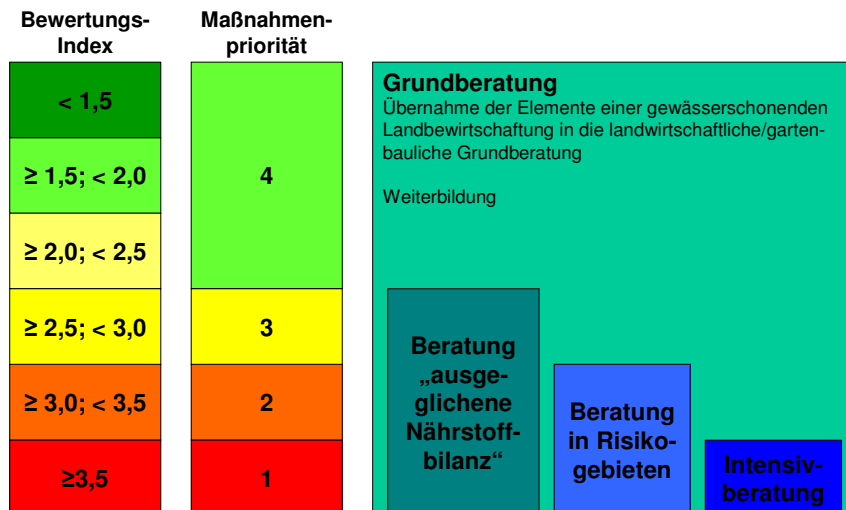 Bewertungs-
Index
Maßnahmen-
priorität
< 1,5
≥ 1,5; < 2,0
≥ 2,0; < 2,5
≥ 2,5; < 3,0
≥ 3,0; < 3,5
≥3,5
4
3
2
1
Grundberatung
Übernahme der Elemente einer gewässerschonenden
Landbewirtschaftung in die landwirtschaftliche/garten-
bauliche Grundberatung
Weiterbildung
Beratung
„ausge-
glichene
Nährstoff-
bilanz“
Beratung
in Risiko-
gebieten
Intensiv-
beratung